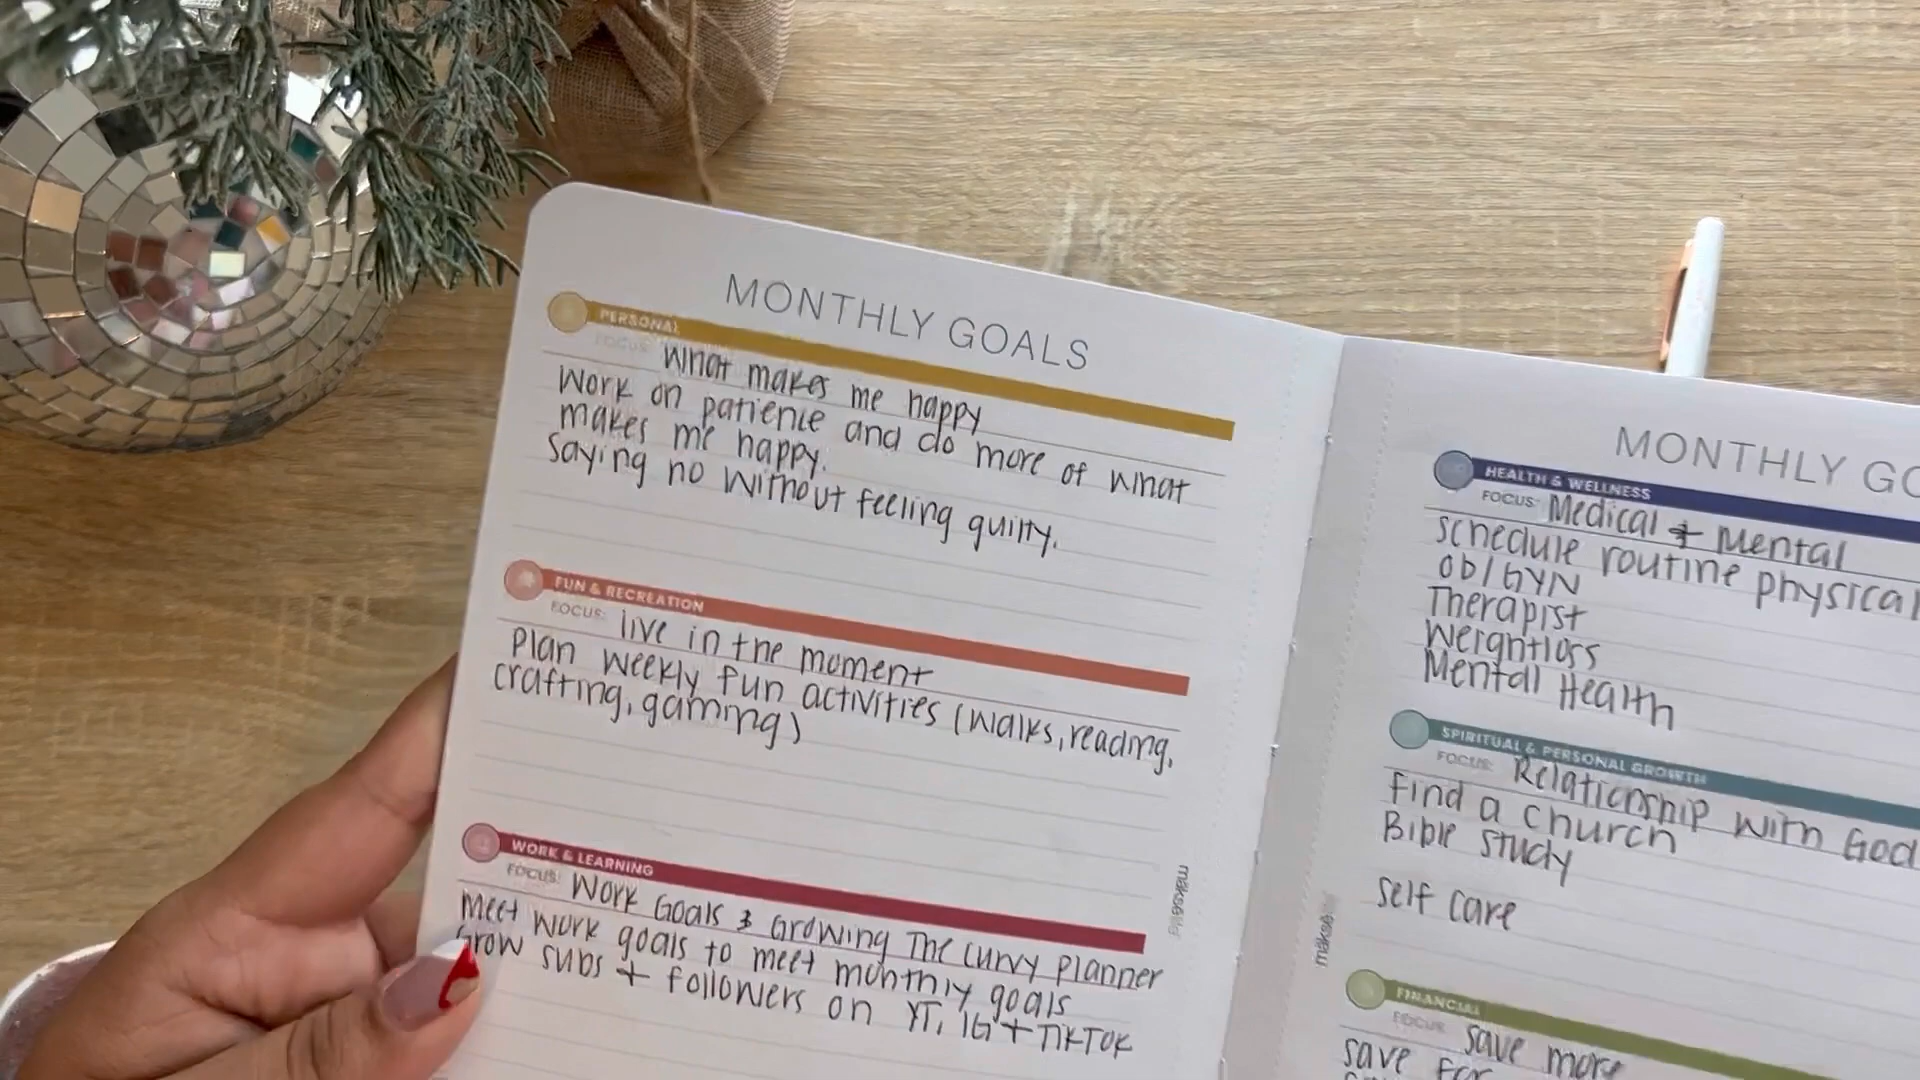 MONTHLY GOALS
PERSONAL
FOCUS: What makes me happy
Work on patience and do more of what
makes me happy.
Saying no without feeling guilty.
FUN & RECREATION
FOCUS: live in the moment
Plan weekly fun activities (walks, reading,
crafting, gaming)
WORK & LEARNING
FOCUS: Work Goals & Growing The Curvy Planner
Meet work goals to meet monthly goals
Grow subs + followers on YT, IG + TikTok
makse
MONTHLY GO
HEALTH & WELLNESS
FOCUS: Medical + Mental
Schedule routine physical
OB/GYN
Therapist
Weightloss
Mental Health
SPIRITUAL & PERSONAL GROWTH
FOCUS: Relationship with God
Find a church
Bible Study
Self care
makse
FINANCIAL
FOCUS: Save more
Save for